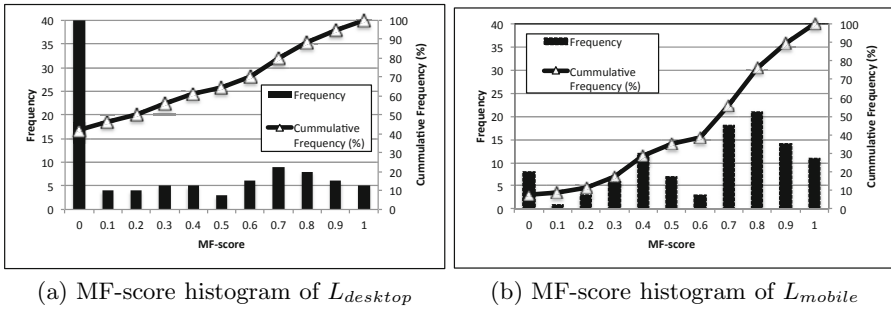 40
35
30
25
20
15
10
5
0
Frequency
100
90
80
70
60
50
40
30
20
10
0
Cummulative Frequency (%)
Frequency
Cummulative
Frequency (%)
0 0.1 0.2 0.3 0.4 0.5 0.6 0.7 0.8 0.9 1
MF-score
(a) MF-score histogram of L_desktop
40
35
30
25
20
15
10
5
0
Frequency
100
90
80
70
60
50
40
30
20
10
0
Cummulative Frequency (%)
Frequency
Cummulative
Frequency (%)
0 0.1 0.2 0.3 0.4 0.5 0.6 0.7 0.8 0.9 1
MF-score
(b) MF-score histogram of L_mobile